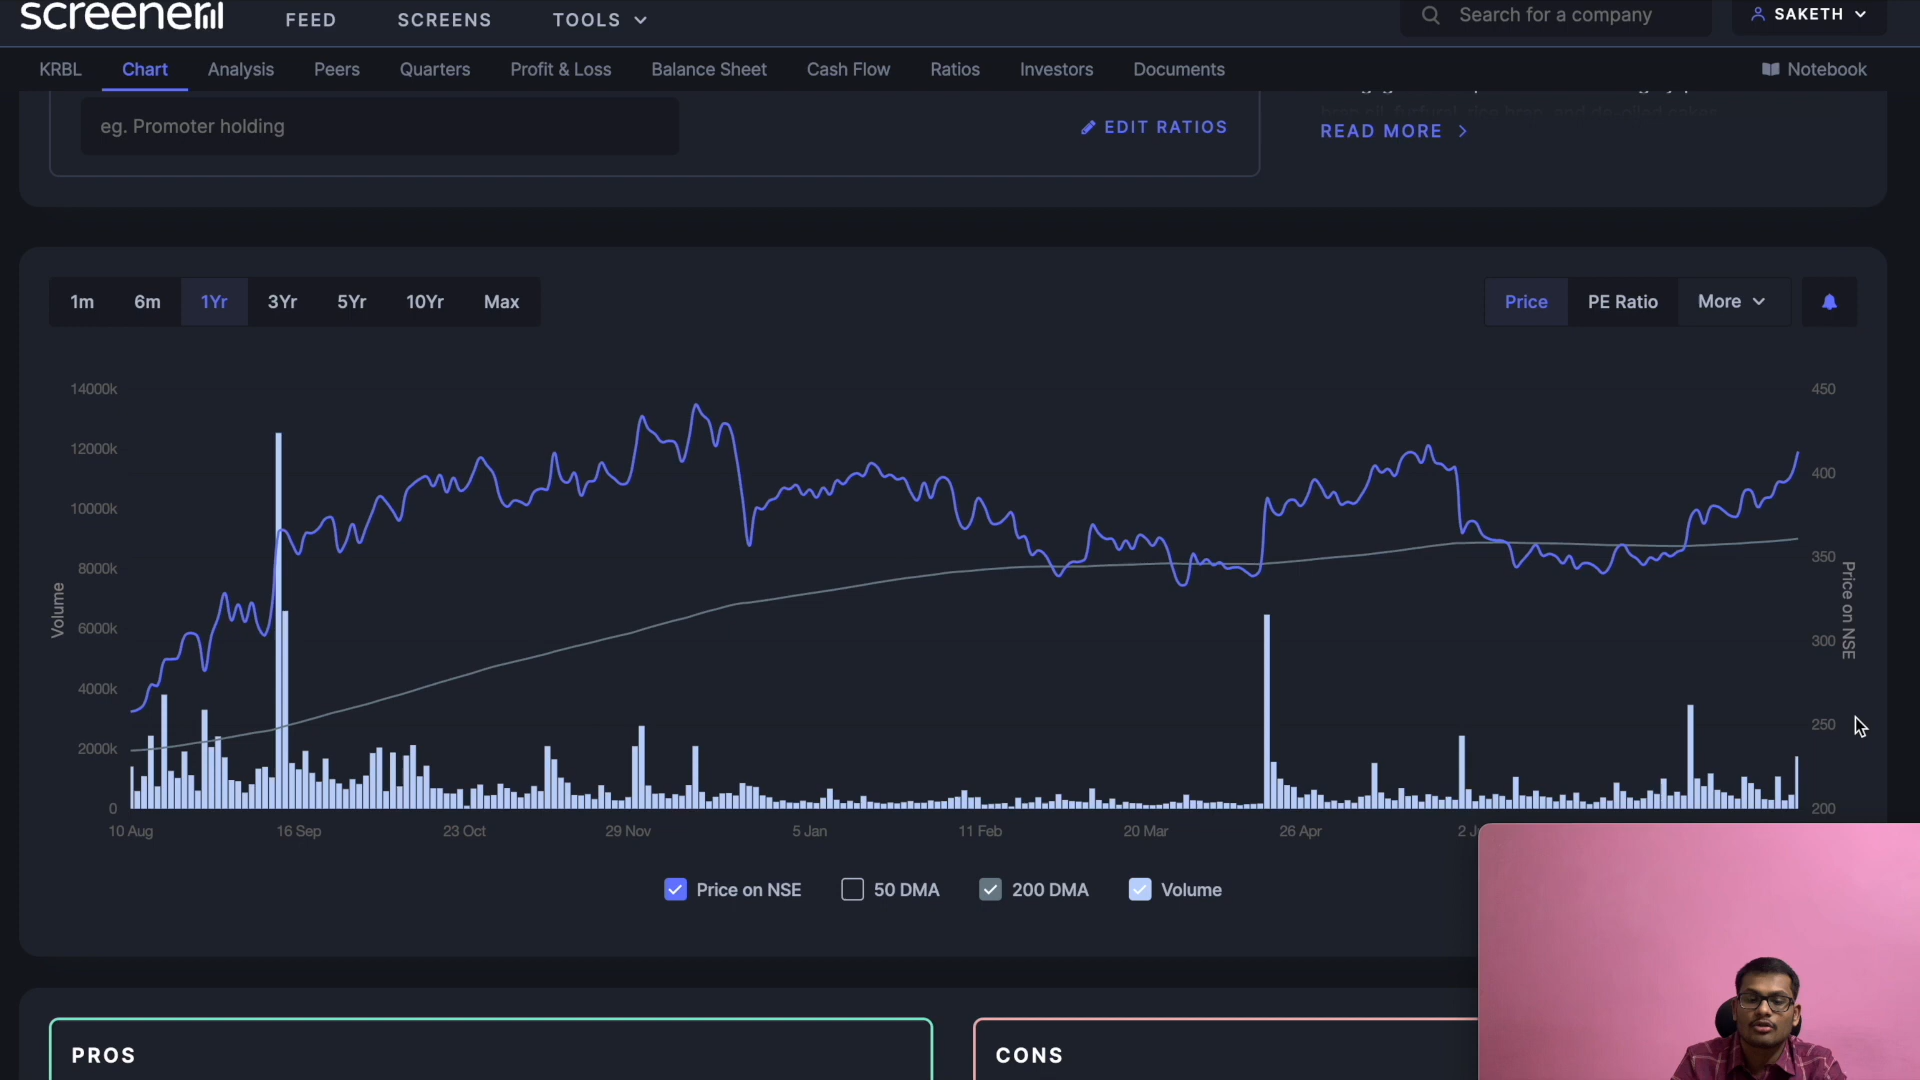 screener
FEED
SCREENS
TOOLS
Search for a company
SAKETH
KRBL
Chart
Analysis
Peers
Quarters
Profit & Loss
Balance Sheet
Cash Flow
Ratios
Investors
Documents
Notebook
eg. Promoter holding
EDIT RATIOS
READ MORE
1m
6m
1Yr
3Yr
5Yr
10Yr
Max
Price
PE Ratio
More
14000k
12000k
10000k
8000k
6000k
4000k
2000k
0
Volume
450
400
350
300
250
200
Price on NSE
10 Aug
16 Sep
23 Oct
29 Nov
5 Jan
11 Feb
20 Mar
26 Apr
Price on NSE
50 DMA
200 DMA
Volume
PROS
CONS